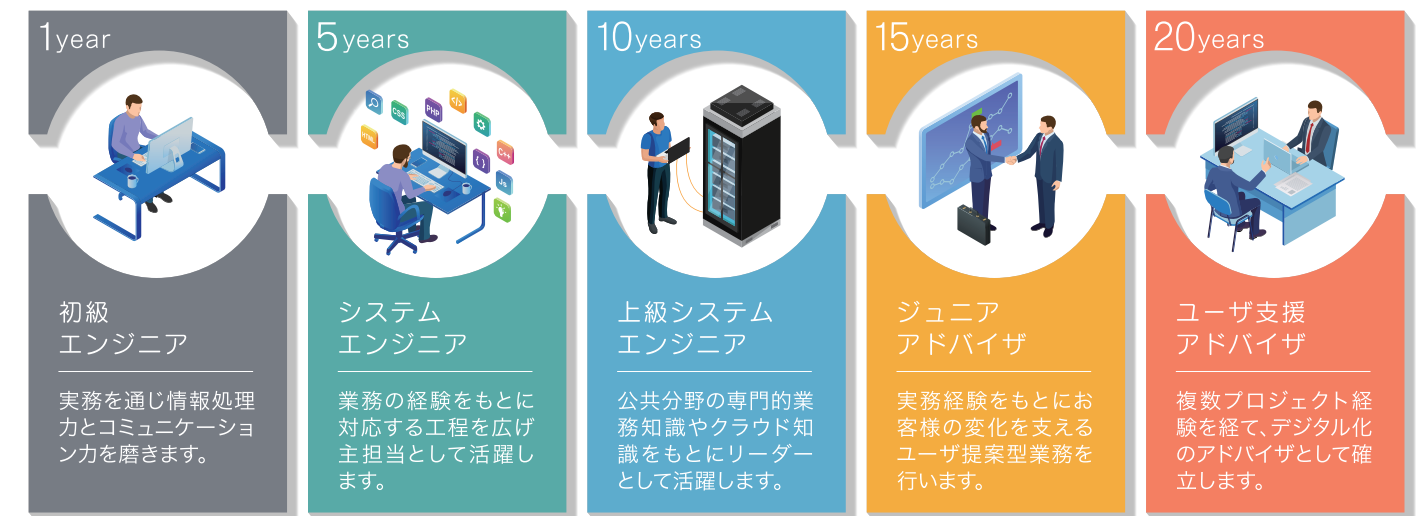 1year
初級
エンジニア
実務を通じ情報処理
力とコミュニケーショ
ン力を磨きます。
5years
CSS
PHP
</>
HTML
{ }
C++
Js
システム
エンジニア
業務の経験をもとに
対応する工程を広げ
主担当として活躍し
ます。
10years
上級システム
エンジニア
公共分野の専門的業
務知識やクラウド知
識をもとにリーダー
として活躍します。
15years
ジュニア
アドバイザ
実務経験をもとにお
客様の変化を支える
ユーザ提案型業務を
行います。
20years
ユーザ支援
アドバイザ
複数プロジェクト経
験を経て、デジタル化
のアドバイザとして確
立します。